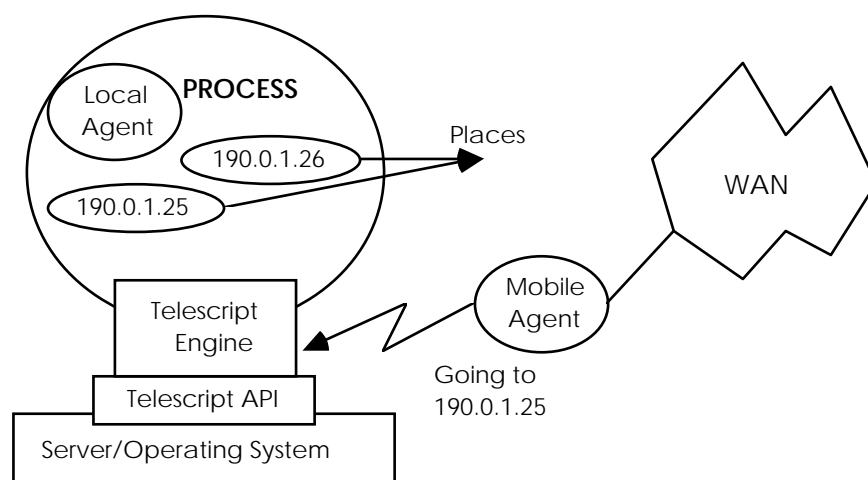 Local
Agent
PROCESS
190.0.1.26
190.0.1.25
Places
WAN
Telescript
Engine
Mobile
Agent
Going to
190.0.1.25
Telescript API
Server/Operating System